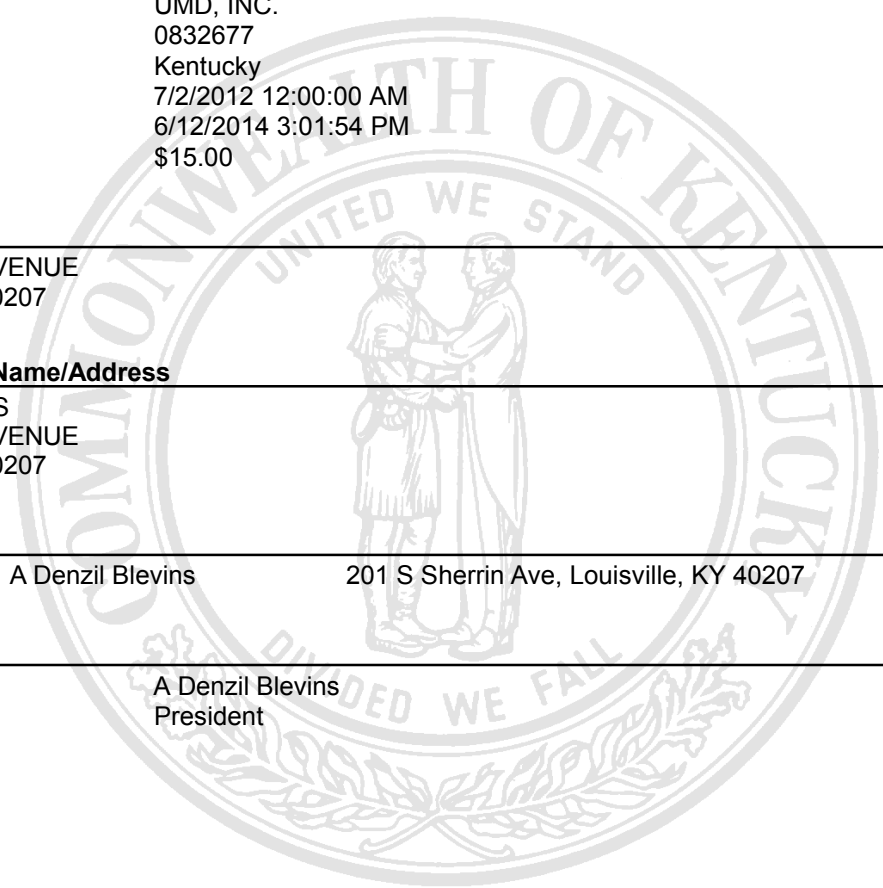 UMD, INC.
0832677
Kentucky
7/2/2012 12:00:00 AM
6/12/2014 3:01:54 PM
$15.00
VENUE
0207
Name/Address
S
VENUE
0207
A Denzil Blevins 201 S Sherrin Ave, Louisville, KY 40207
A Denzil Blevins
President
COMMONWEALTH OF KENTUCKY
UNITED WE STAND
DIVIDED WE FALL